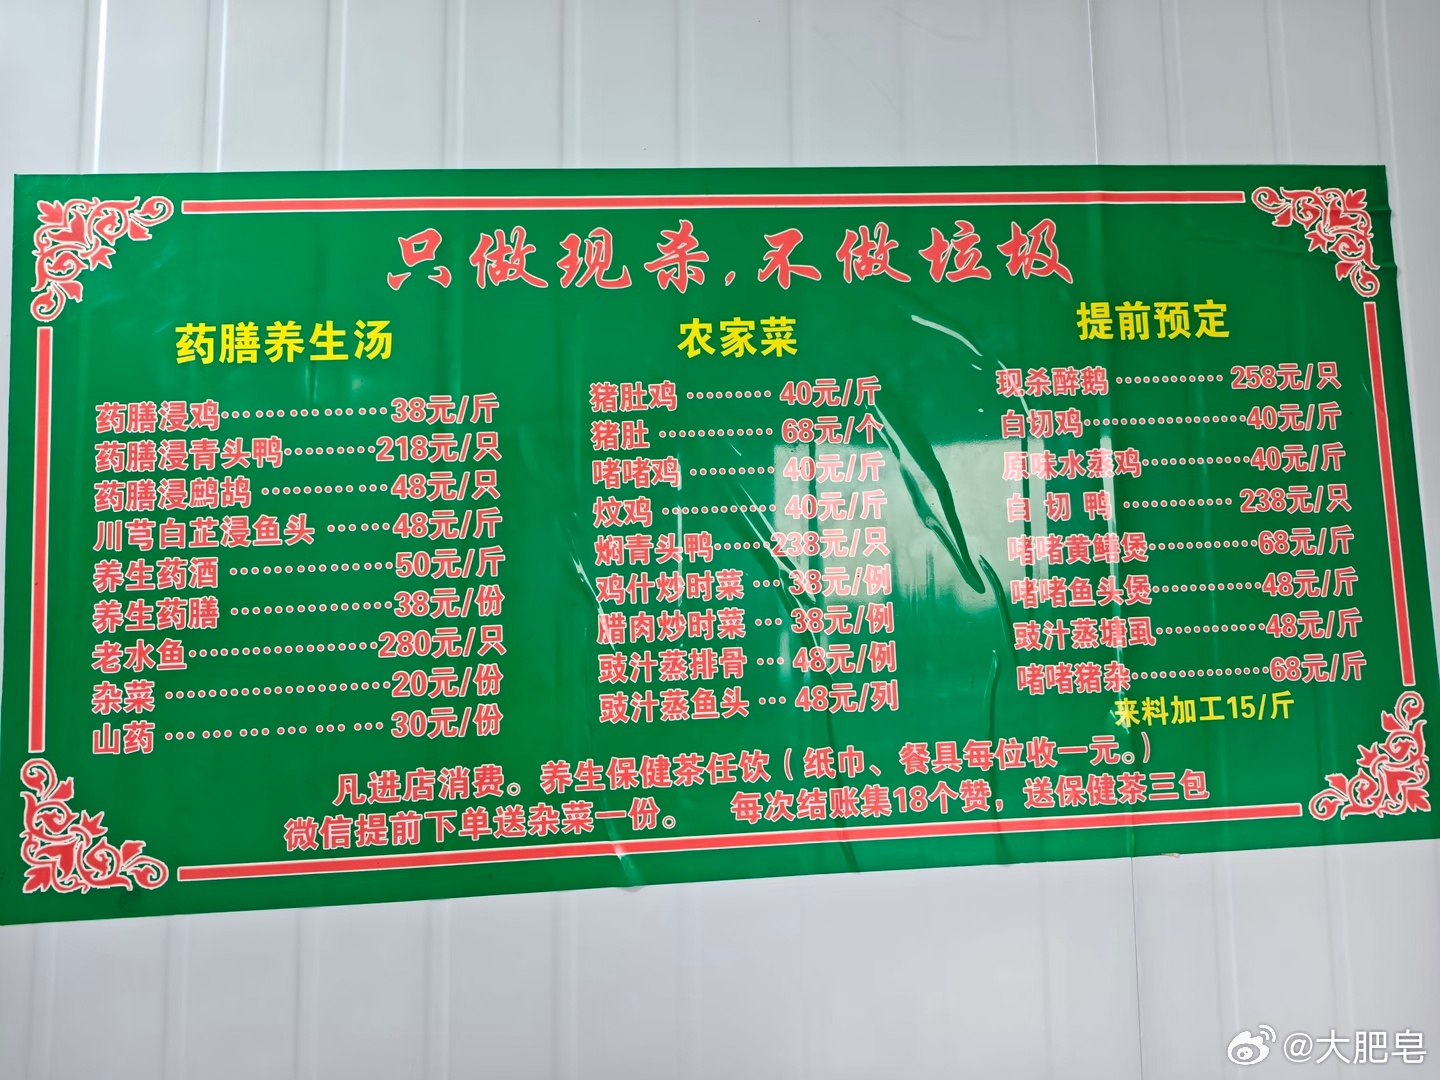 只做现杀,不做垃圾
药膳养生汤
药膳浸鸡………………38元/斤
药膳浸青头鸭………218元/只
药膳浸鹧鸪…………48元/只
川芎白芷浸鱼头……48元/斤
养生药酒………………50元/斤
养生药膳………………38元/份
老水鱼…………………280元/只
杂菜……………………20元/份
山药……………………30元/份
农家菜
猪肚鸡………40元/斤
猪肚…………68元/个
啫啫鸡………40元/斤
炆鸡…………40元/斤
焖青头鸭……238元/只
鸡什炒时菜…38元/例
腊肉炒时菜…38元/例
豉汁蒸排骨…48元/例
豉汁蒸鱼头…48元/列
提前预定
现杀醉鹅…………258元/只
白切鸡………………40元/斤
原味水蒸鸡…………40元/斤
白切鸭…………238元/只
啫啫黄鳝煲…………68元/斤
啫啫鱼头煲…………48元/斤
豉汁蒸塘虱…………48元/斤
啫啫猪杂……………68元/斤
来料加工15/斤
凡进店消费。养生保健茶任饮(纸巾、餐具每位收一元。)
微信提前下单送杂菜一份。 每次结账集18个赞,送保健茶三包
@大肥皂